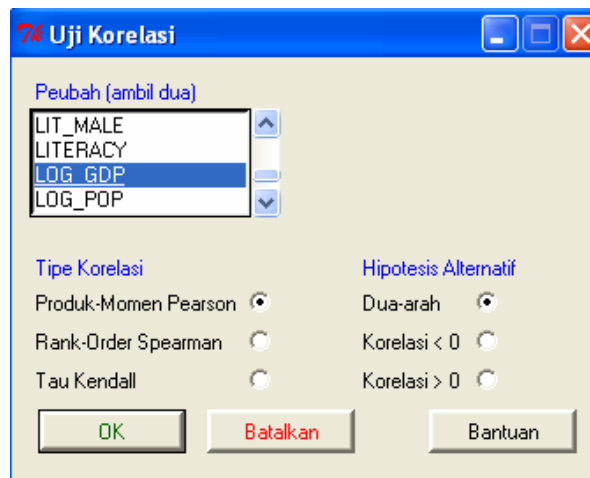 Uji Korelasi
Peubah (ambil dua)
LIT_MALE
LITERACY
LOG_GDP
LOG_POP
Tipe Korelasi
Hipotesis Alternatif
Produk-Momen Pearson
Dua-arah
Rank-Order Spearman
Korelasi < 0
Tau Kendall
Korelasi > 0
OK
Batalkan
Bantuan